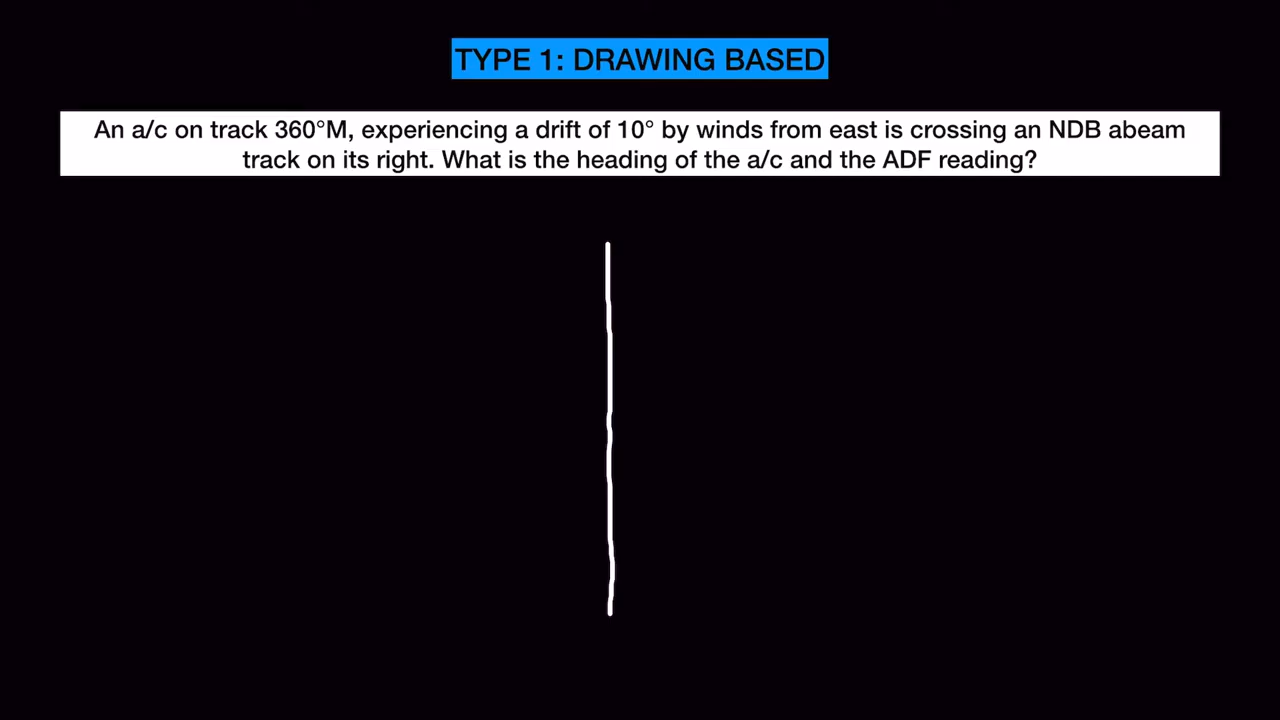 TYPE 1: DRAWING BASED
An a/c on track 360°M, experiencing a drift of 10° by winds from east is crossing an NDB abeam
track on its right. What is the heading of the a/c and the ADF reading?